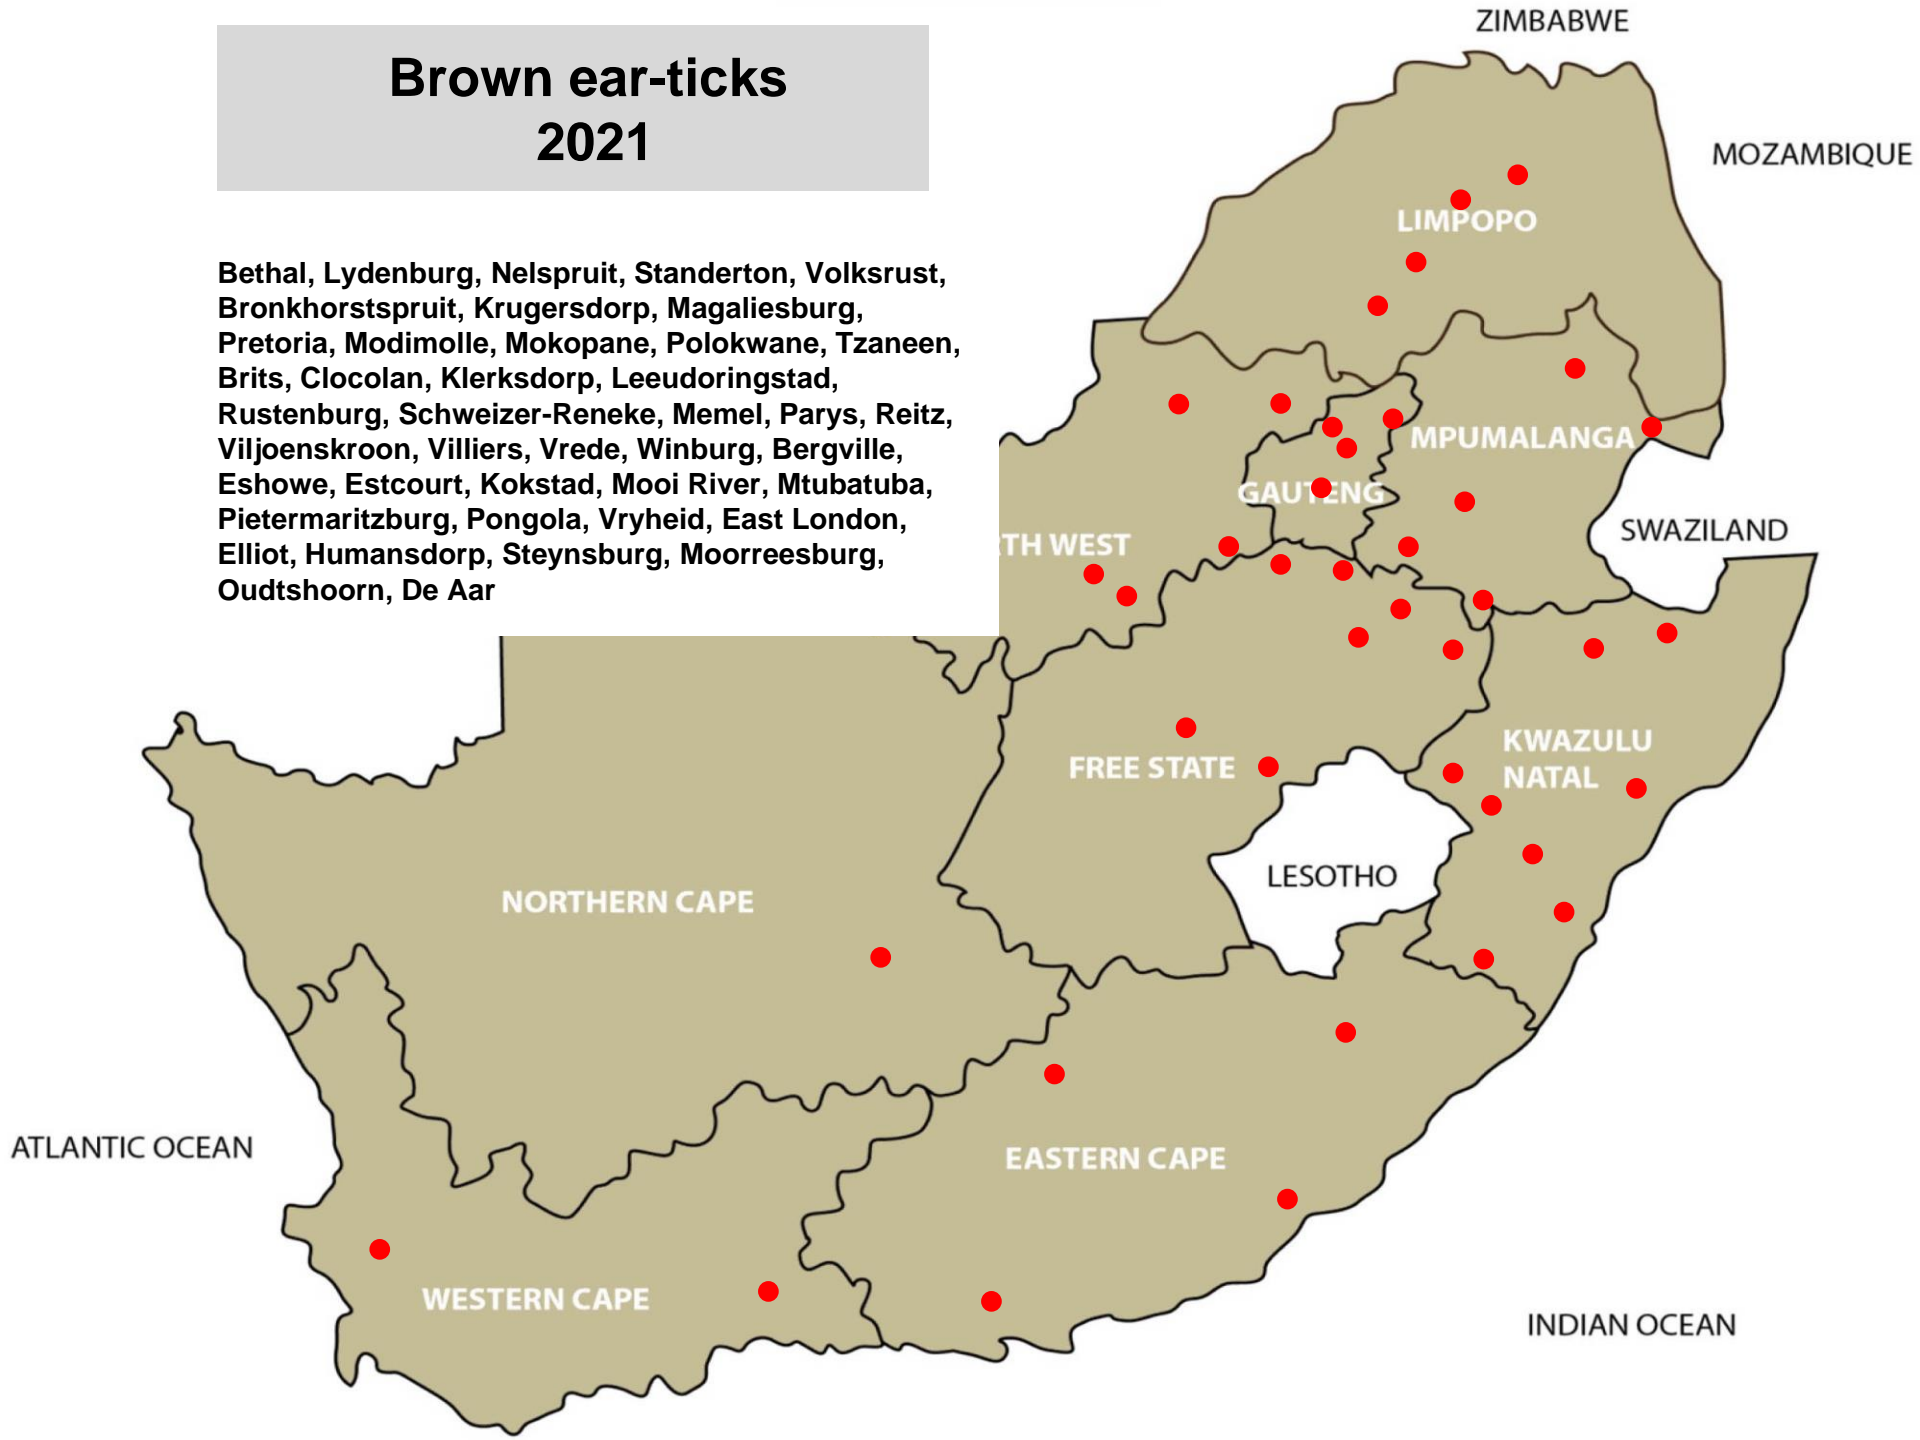 Brown ear-ticks
2021
Bethal, Lydenburg, Nelspruit, Standerton, Volksrust,
Bronkhorstspruit, Krugersdorp, Magaliesburg,
Pretoria, Modimolle, Mokopane, Polokwane, Tzaneen,
Brits, Clocolan, Klerksdorp, Leeudoringstad,
Rustenburg, Schweizer-Reneke, Memel, Parys, Reitz,
Viljoenskroon, Villiers, Vrede, Winburg, Bergville,
Eshowe, Estcourt, Kokstad, Mooi River, Mtubatuba,
Pietermaritzburg, Pongola, Vryheid, East London,
Elliot, Humansdorp, Steynsburg, Moorreesburg,
Oudtshoorn, De Aar
ZIMBABWE
MOZAMBIQUE
LIMPOPO
MPUMALANGA
GAUTENG
TH WEST
SWAZILAND
KWAZULU
NATAL
FREE STATE
LESOTHO
NORTHERN CAPE
ATLANTIC OCEAN
EASTERN CAPE
WESTERN CAPE
INDIAN OCEAN